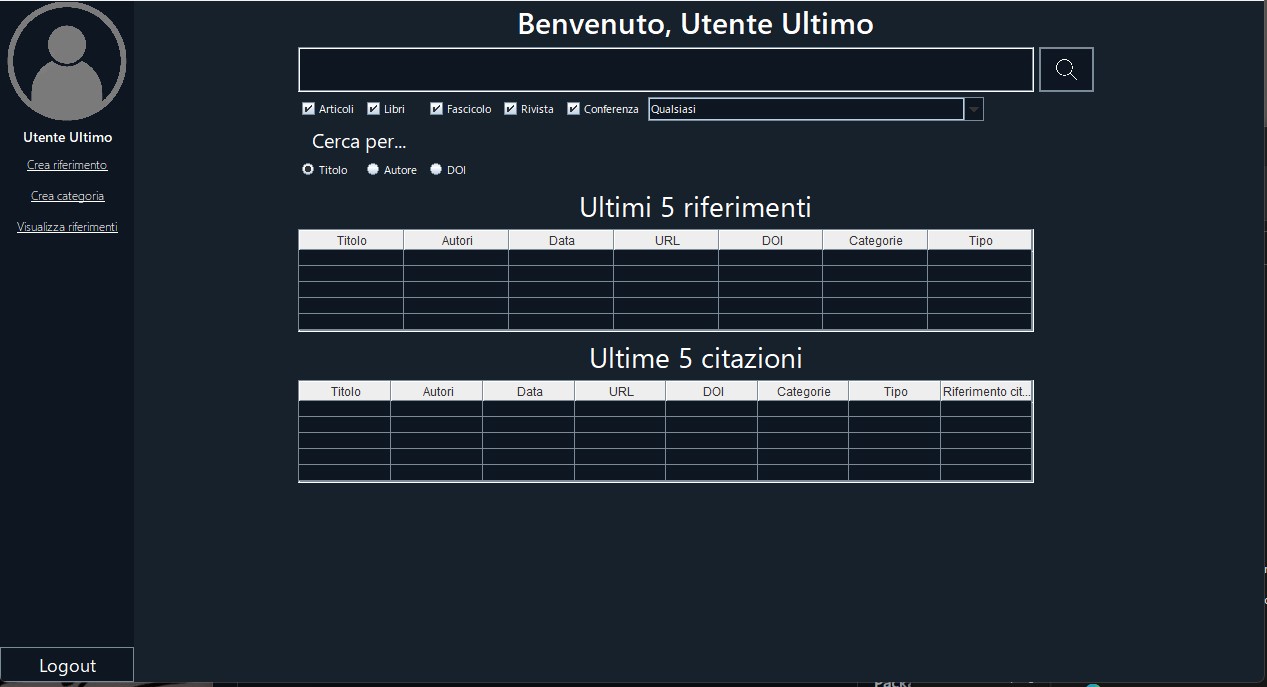 Benvenuto, Utente Ultimo
Utente Ultimo
Crea riferimento
Crea categoria
Visualizza riferimenti
Articoli Libri Fascicolo Rivista Conferenza Qualsiasi
Cerca per...
Titolo Autore DOI
Ultimi 5 riferimenti
Titolo Autori Data URL DOI Categorie Tipo
Ultime 5 citazioni
Titolo Autori Data URL DOI Categorie Tipo Riferimento cit...
Logout